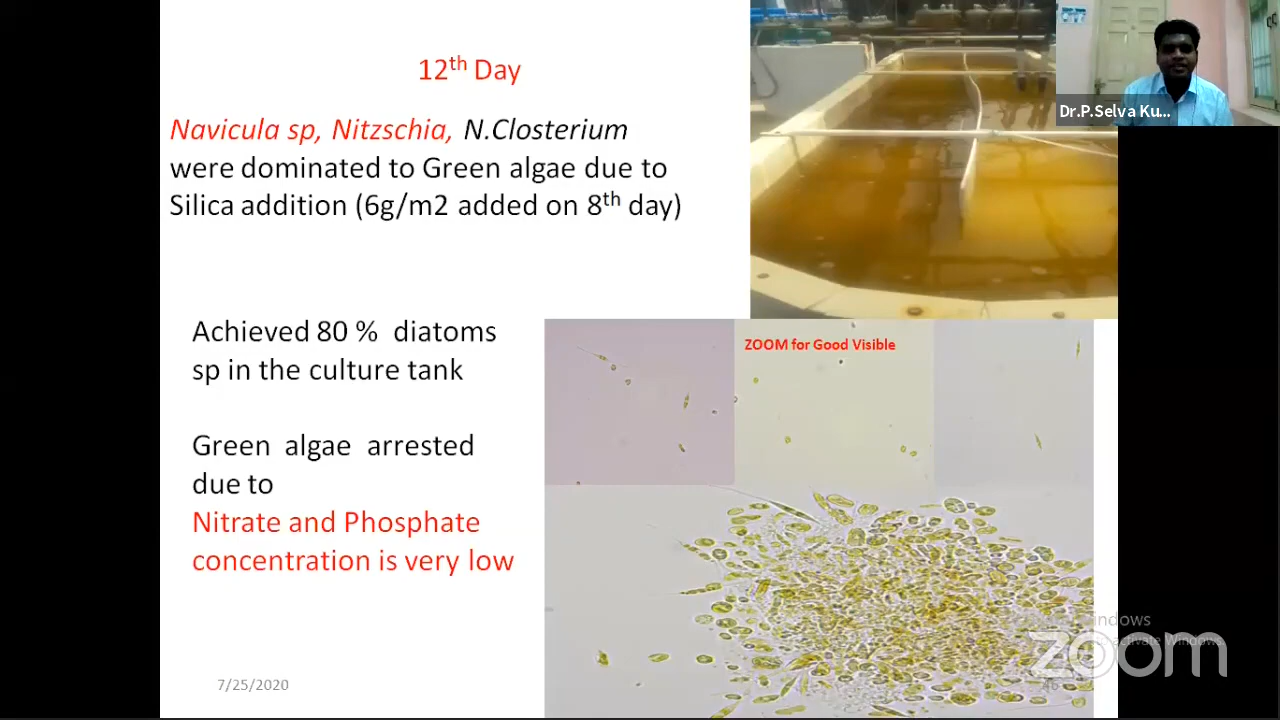 12th Day
Navicula sp, Nitzschia, N.Closterium
were dominated to Green algae due to
Silica addition (6g/m2 added on 8th day)
Dr.P.Selva Ku...
Achieved 80 % diatoms
sp in the culture tank
ZOOM for Good Visible
Green algae arrested
due to
Nitrate and Phosphate
concentration is very low
7/25/2020
zoom